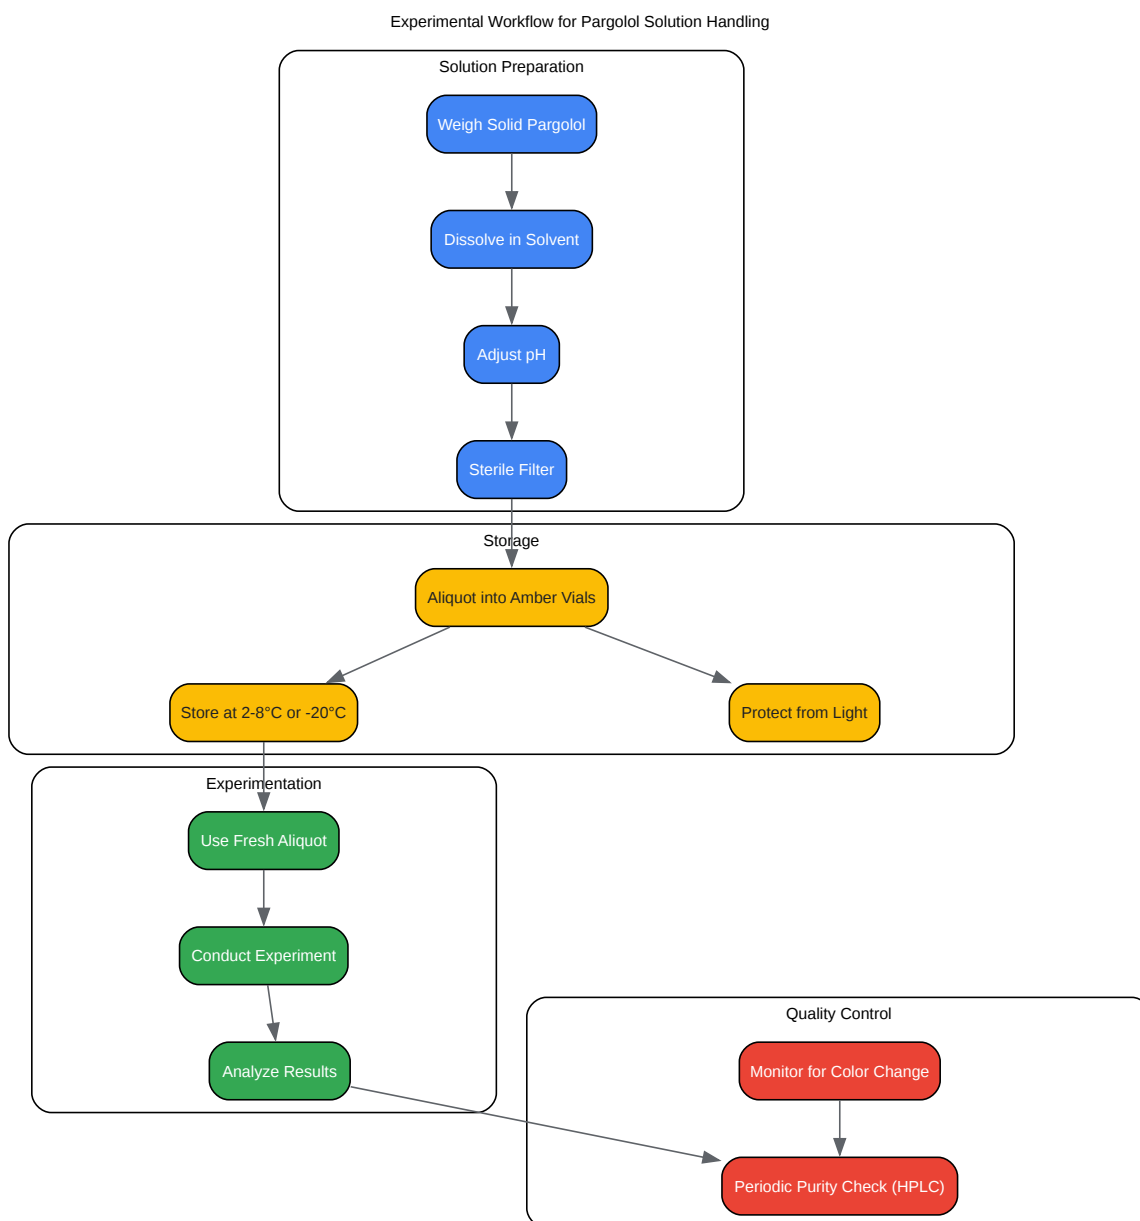 Experimental Workflow for Pargolol Solution Handling
Solution Preparation
Weigh Solid Pargolol
Dissolve in Solvent
Adjust pH
Sterile Filter
Storage
Aliquot into Amber Vials
Store at 2-8°C or -20°C
Protect from Light
Experimentation
Use Fresh Aliquot
Conduct Experiment
Analyze Results
Quality Control
Monitor for Color Change
Periodic Purity Check (HPLC)